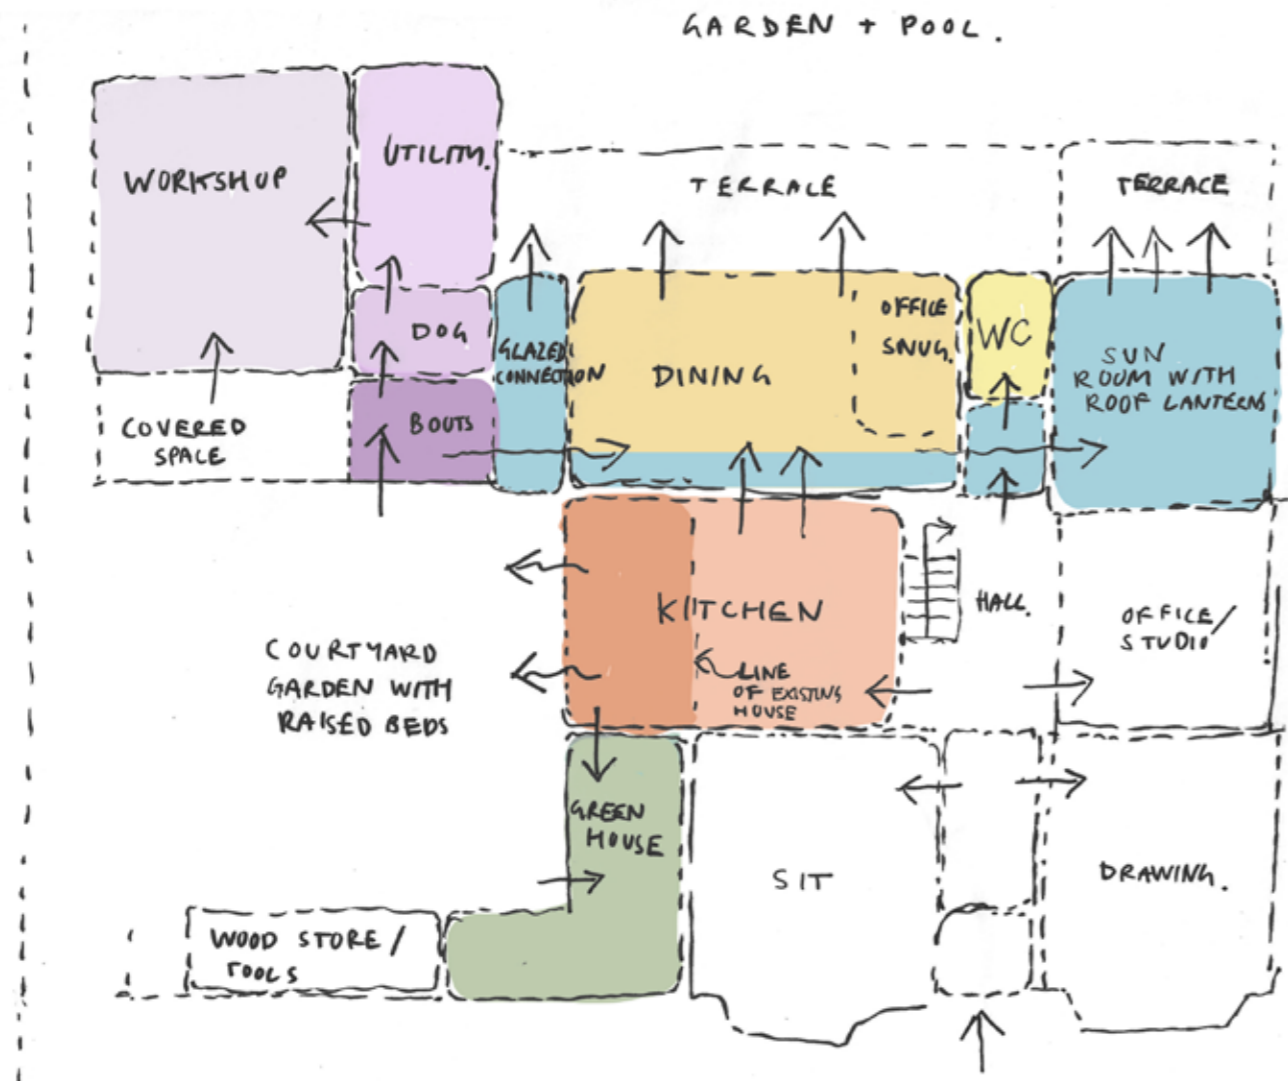 GARDEN + POOL.
UTILITY.
WORKSHOP
TERRACE
TERRACE
DOG
GLAZED
CONNECTION
DINING
OFFICE
SNUG.
WC
SUN
ROOM WITH
ROOF LANTERNS
COVERED
SPACE
BOUTS
KITCHEN
LINE
OF EXISTING
HOUSE
HALL.
OFFICE/
STUDIO
COURTYARD
GARDEN WITH
RAISED BEDS
GREEN
HOUSE
SIT
DRAWING.
WOOD STORE /
TOOLS